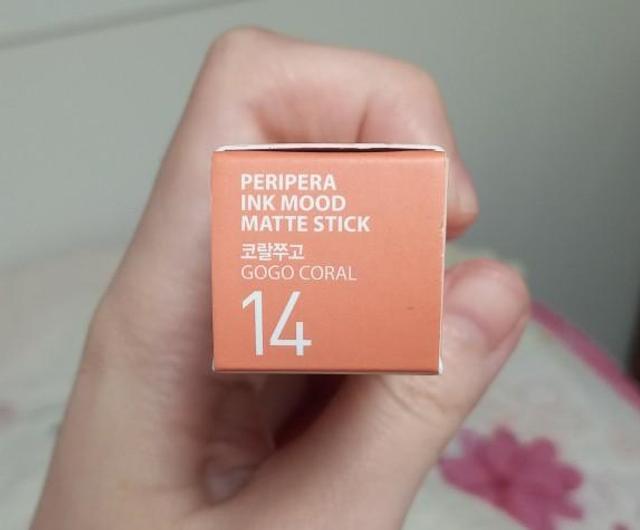 PERIPERA
INK MOOD
MATTE STICK
코랄쭈고
GOGO CORAL
14